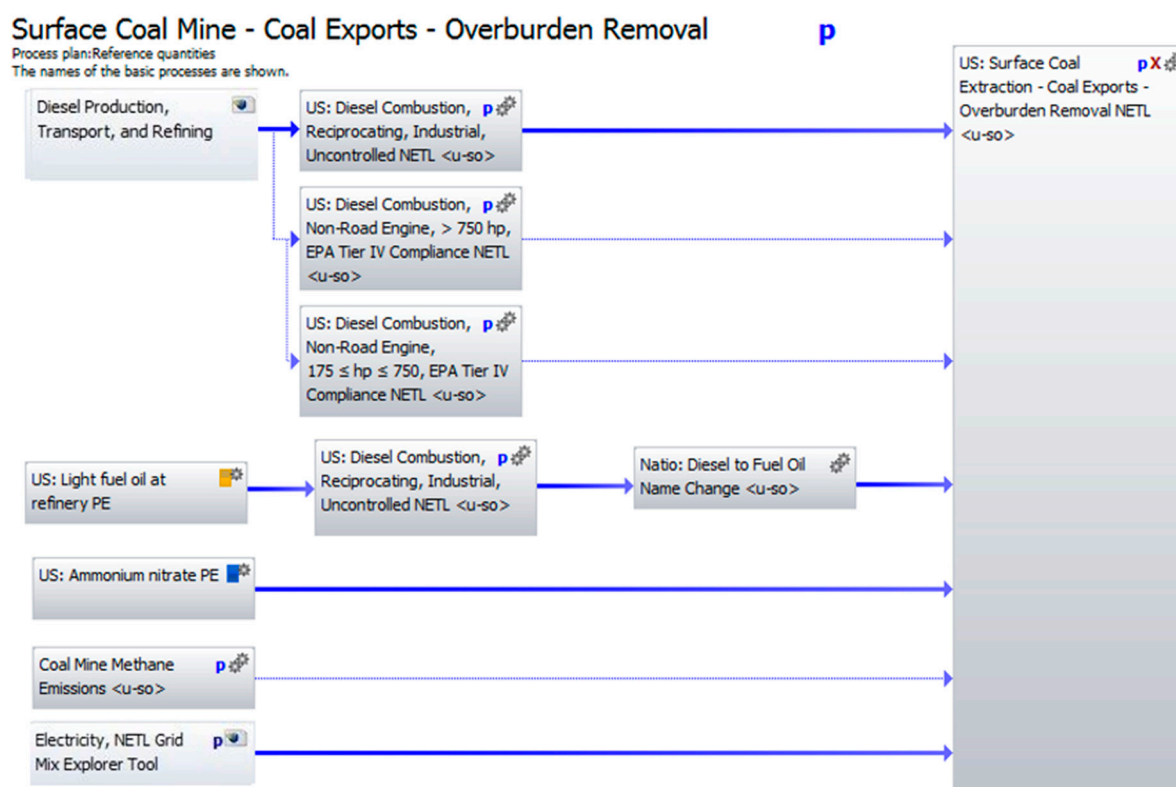 Surface Coal Mine - Coal Exports - Overburden Removal p
Process plan:Reference quantities
The names of the basic processes are shown.
US: Surface Coal pX
Extraction - Coal Exports -
Overburden Removal NETL
<u-so>
Diesel Production,
Transport, and Refining
US: Diesel Combustion, p
Reciprocating, Industrial,
Uncontrolled NETL <u-so>
US: Diesel Combustion, p
Non-Road Engine, > 750 hp,
EPA Tier IV Compliance NETL
<u-so>
US: Diesel Combustion, p
Non-Road Engine,
175 ≤ hp ≤ 750, EPA Tier IV
Compliance NETL <u-so>
US: Light fuel oil at
refinery PE
US: Diesel Combustion, p
Reciprocating, Industrial,
Uncontrolled NETL <u-so>
Natio: Diesel to Fuel Oil
Name Change <u-so>
US: Ammonium nitrate PE
Coal Mine Methane p
Emissions <u-so>
Electricity, NETL Grid p
Mix Explorer Tool